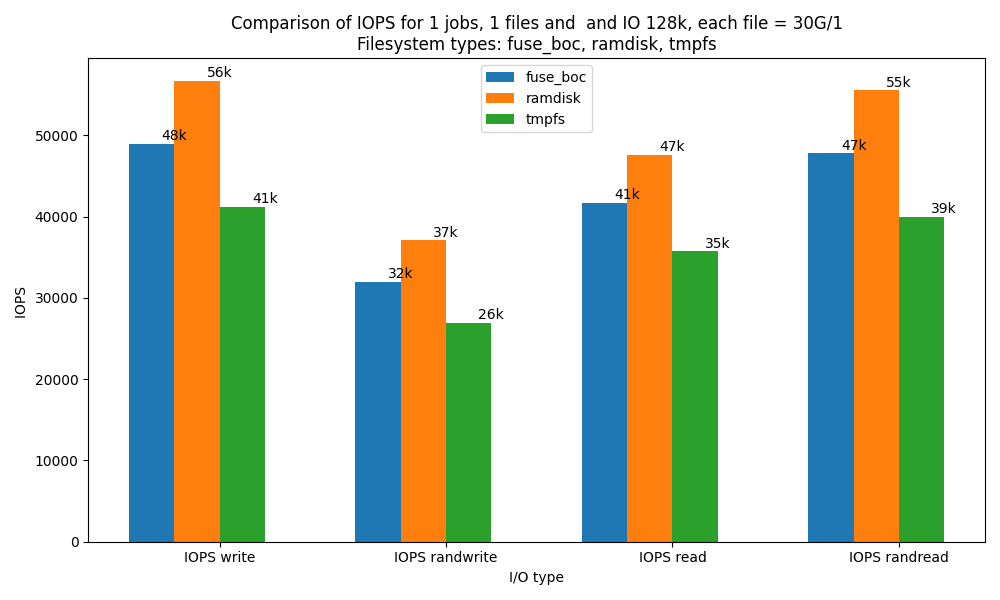 Comparison of IOPS for 1 jobs, 1 files and  and IO 128k, each file = 30G/1
Filesystem types: fuse_boc, ramdisk, tmpfs
fuse_boc
ramdisk
tmpfs
IOPS
50000
40000
30000
20000
10000
0
48k
56k
41k
32k
37k
26k
41k
47k
35k
47k
55k
39k
IOPS write
IOPS randwrite
IOPS read
IOPS randread
I/O type